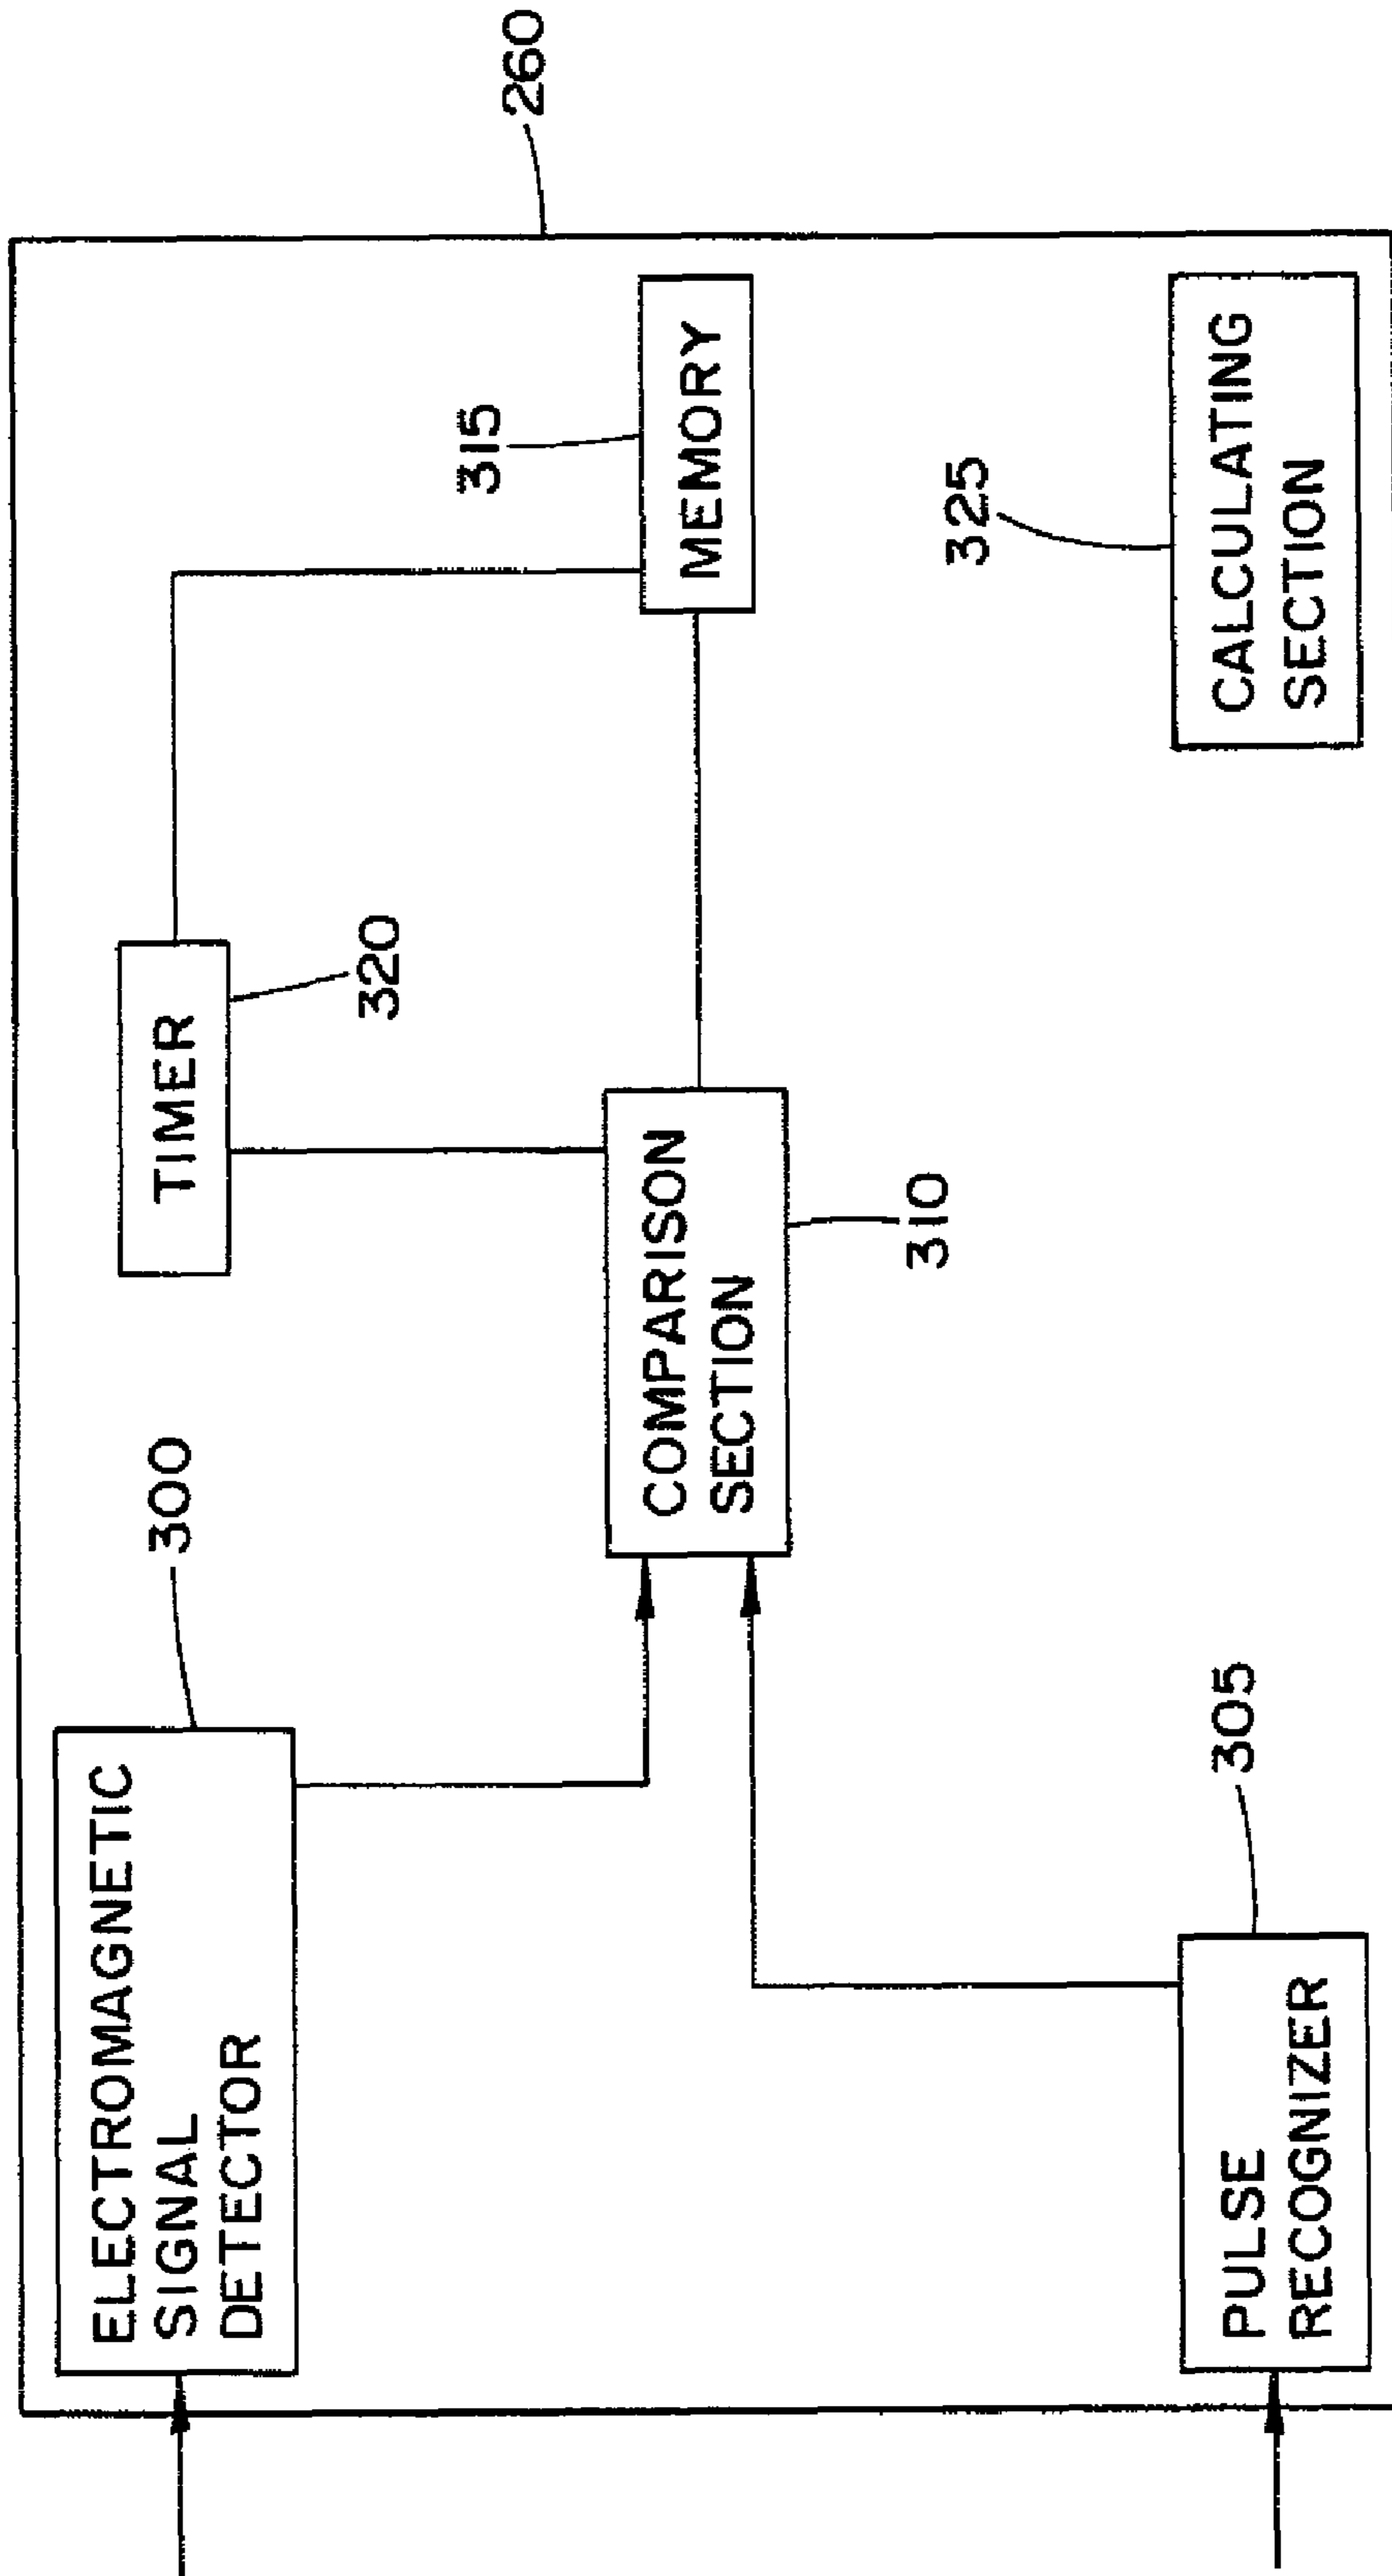 260
ELECTROMAGNETIC
SIGNAL
DETECTOR
300
TIMER
320
315
MEMORY
COMPARISON
SECTION
310
325
CALCULATING
SECTION
PULSE
RECOGNIZER
305